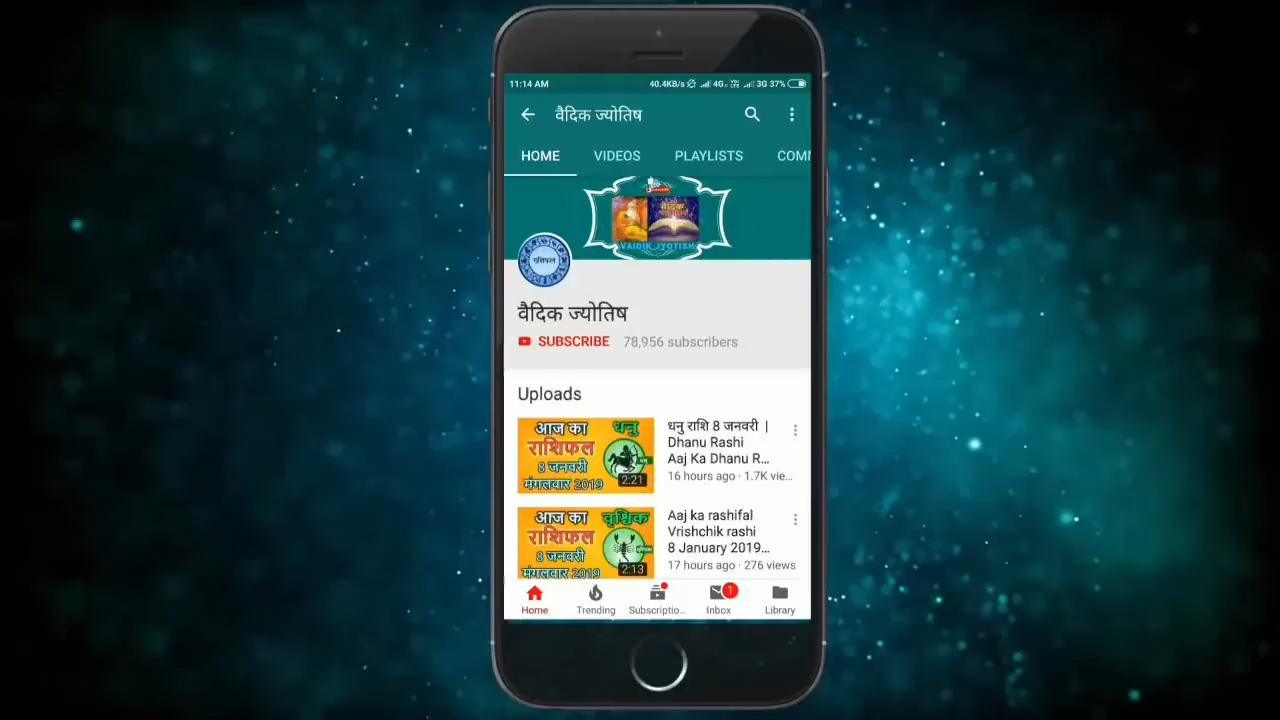 11:14 AM
40.4KB/s 4G 3G 37%
वैदिक ज्योतिष
HOME
VIDEOS
PLAYLISTS
COMM
वैदिक
VAIDIK JYOTISH
राशिफल
वैदिक ज्योतिष
SUBSCRIBE
78,956 subscribers
Uploads
आज का
धनु
राशिफल
8 जनवरी
मंगलवार 2019
2:21
धनु राशि 8 जनवरी |
Dhanu Rashi
Aaj Ka Dhanu R...
16 hours ago · 1.7K vie...
आज का
वृश्चिक
राशिफल
8 जनवरी
मंगलवार 2019
2:13
Aaj ka rashifal
Vrishchik rashi
8 January 2019...
17 hours ago · 276 views
Home
Trending
Subscriptio...
1
Inbox
Library